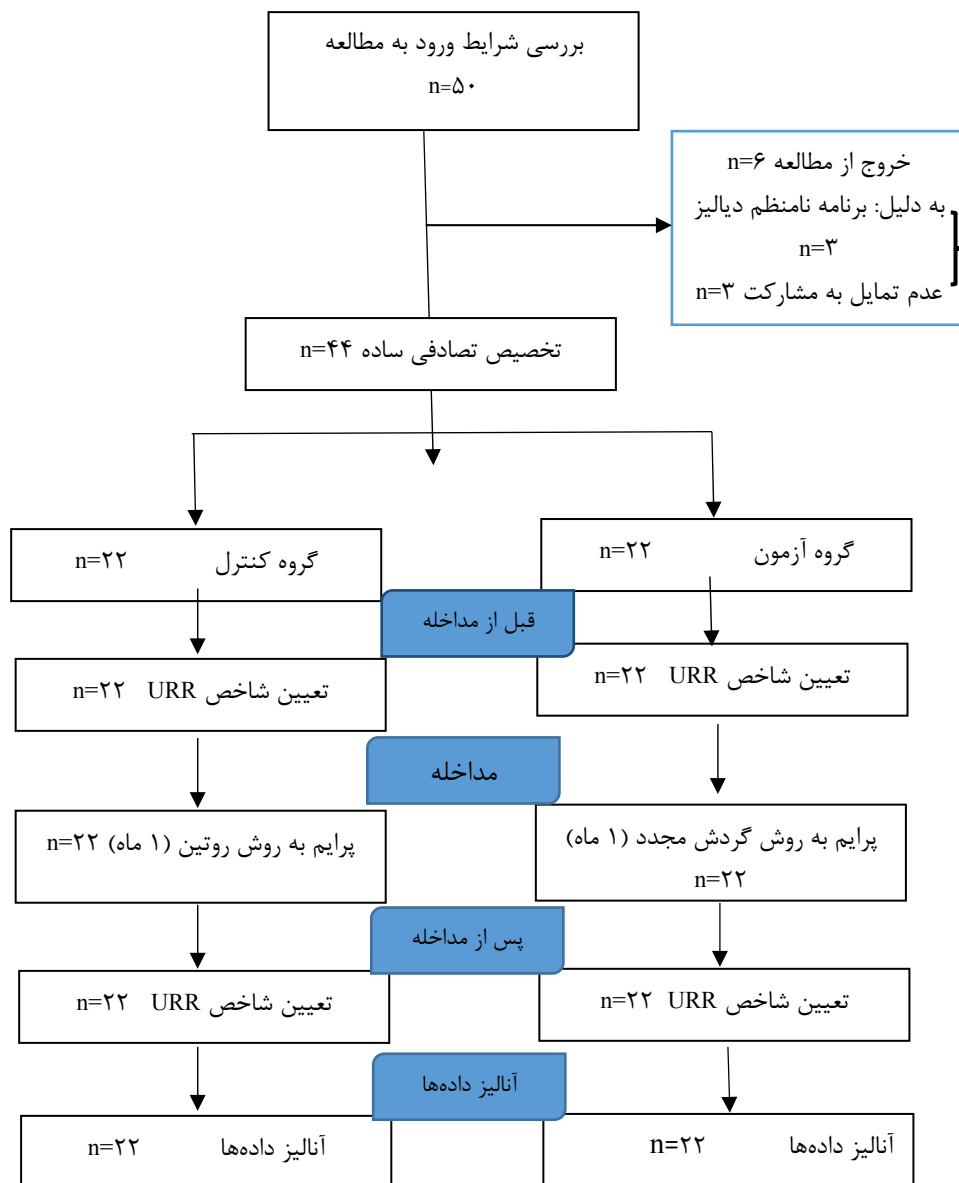 بررسی شرایط ورود به مطالعه
n=۵۰
خروج از مطالعه n=۶
به دلیل: برنامه نامنظم دیالیز
n=۳
عدم تمایل به مشارکت n=۳
تخصیص تصادفی ساده n=۴۴
گروه آزمون n=۲۲
گروه کنترل n=۲۲
قبل از مداخله
تعیین شاخص URR n=۲۲
تعیین شاخص URR n=۲۲
مداخله
پرایم به روش گردش مجدد (۱ ماه)
n=۲۲
پرایم به روش روتین (۱ ماه) n=۲۲
پس از مداخله
تعیین شاخص URR n=۲۲
تعیین شاخص URR n=۲۲
آنالیز داده‌ها
آنالیز داده‌ها n=۲۲
آنالیز داده‌ها n=۲۲